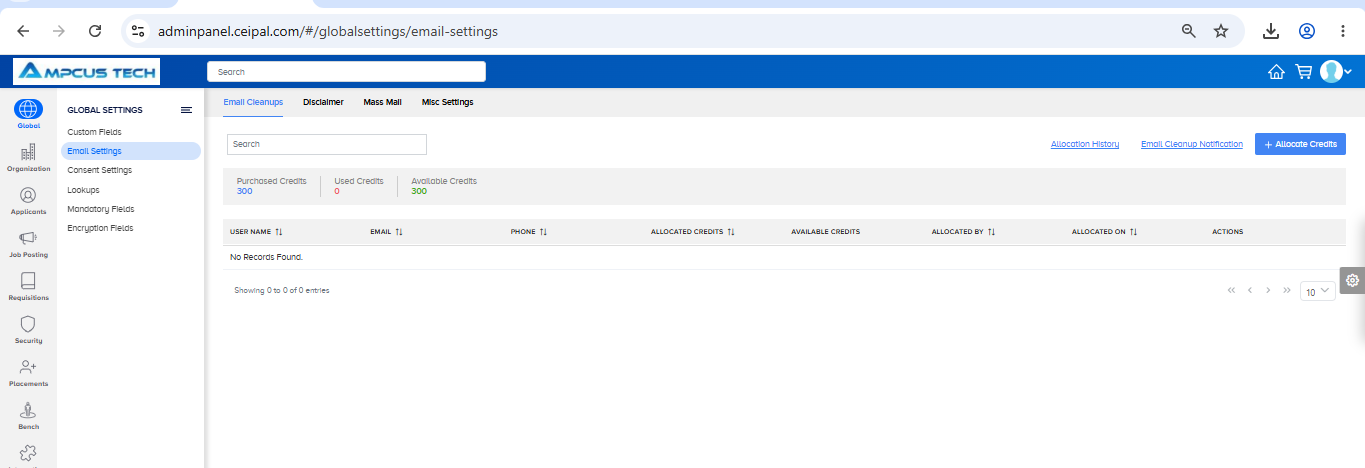 adminpanel.ceipal.com/#/globalsettings/email-settings
AMPCUS TECH
Search
Global
Organization
Applicants
Job Posting
Requisitions
Security
Placements
Bench
GLOBAL SETTINGS
Custom Fields
Email Settings
Consent Settings
Lookups
Mandatory Fields
Encryption Fields
Email Cleanups Disclaimer Mass Mail Misc Settings
Search
Allocation History Email Cleanup Notification + Allocate Credits
Purchased Credits Used Credits Available Credits
300 0 300
USER NAME EMAIL PHONE ALLOCATED CREDITS AVAILABLE CREDITS ALLOCATED BY ALLOCATED ON ACTIONS
No Records Found.
Showing 0 to 0 of 0 entries
10